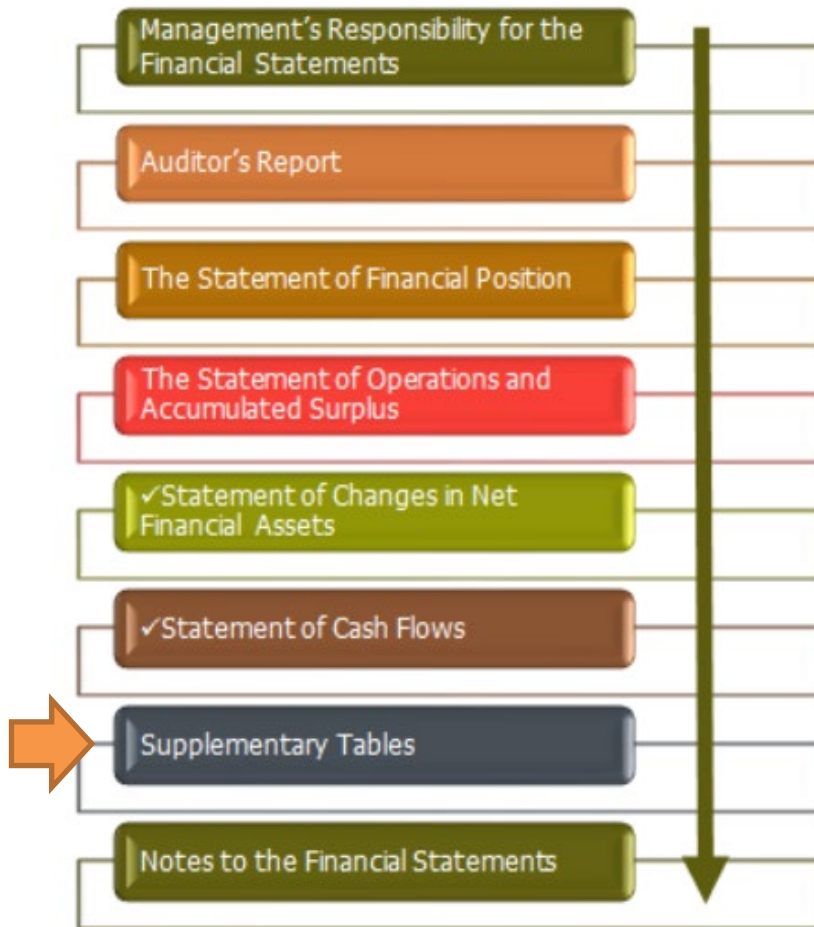 Management’s Responsibility for the
Financial Statements
Auditor’s Report
The Statement of Financial Position
The Statement of Operations and
Accumulated Surplus
✓Statement of Changes in Net
Financial Assets
✓Statement of Cash Flows
Supplementary Tables
Notes to the Financial Statements